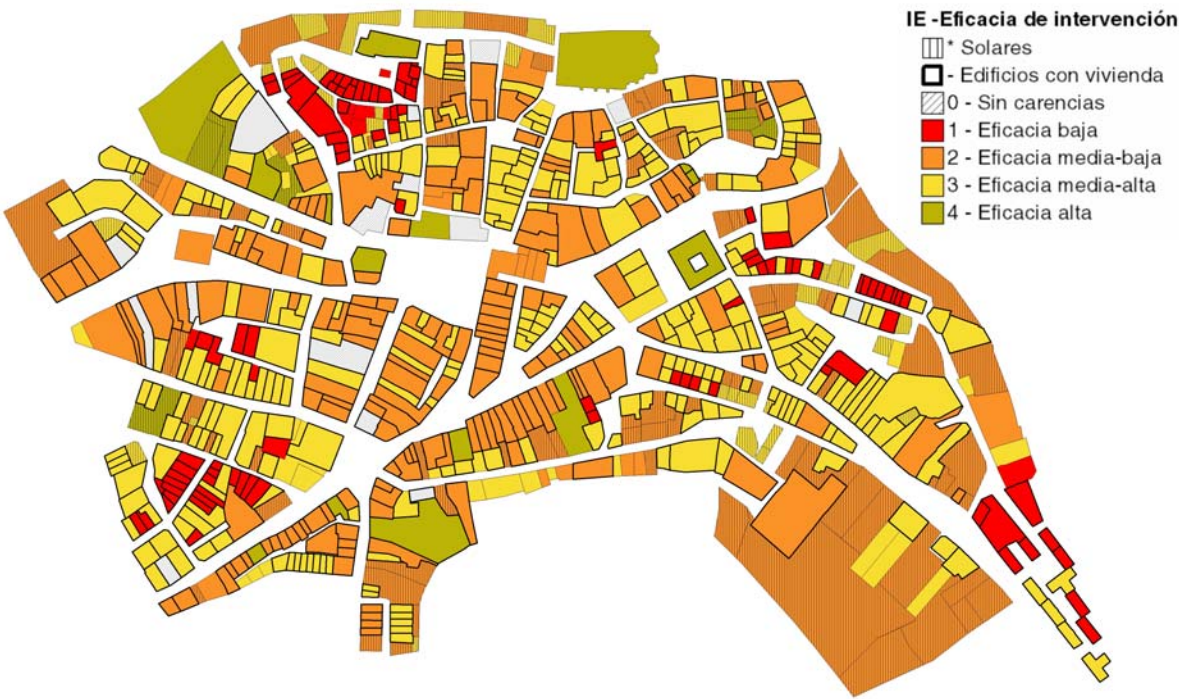 IE -Eficacia de intervención
* Solares
- Edificios con vivienda
0 - Sin carencias
1 - Eficacia baja
2 - Eficacia media-baja
3 - Eficacia media-alta
4 - Eficacia alta